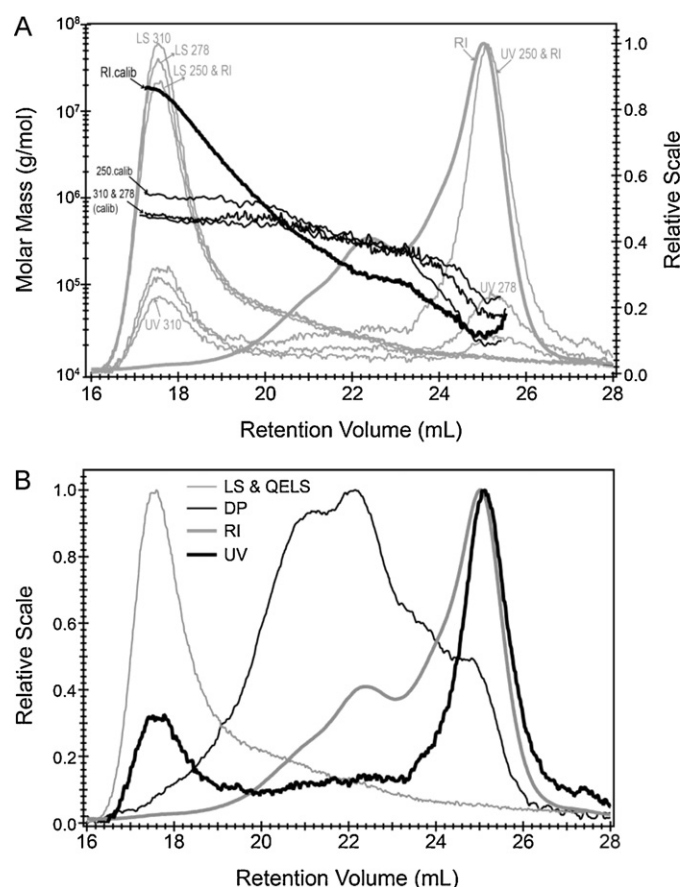 A
10⁸
10⁷
10⁶
10⁵
10⁴
Molar Mass (g/mol)
LS 310
LS 278
LS 250 & RI
RI.calib
250.calib
310 & 278
(calib)
UV 310
RI
UV 250 & RI
UV 278
1.0
0.8
0.6
0.4
0.2
0.0
Relative Scale
16 18 20 22 24 26 28
Retention Volume (mL)
B
LS & QELS
DP
RI
UV
1.0
0.8
0.6
0.4
0.2
0.0
Relative Scale
16 18 20 22 24 26 28
Retention Volume (mL)